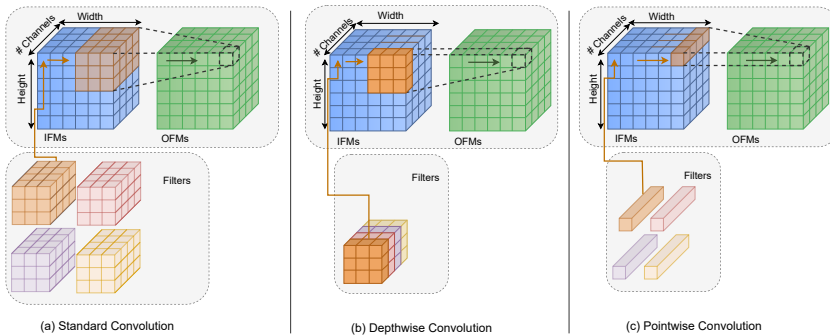 # Channels
Width
Height
IFMs
OFMs
Filters
(a) Standard Convolution
# Channels
Width
Height
IFMs
OFMs
Filters
(b) Depthwise Convolution
# Channels
Width
Height
IFMs
OFMs
Filters
(c) Pointwise Convolution